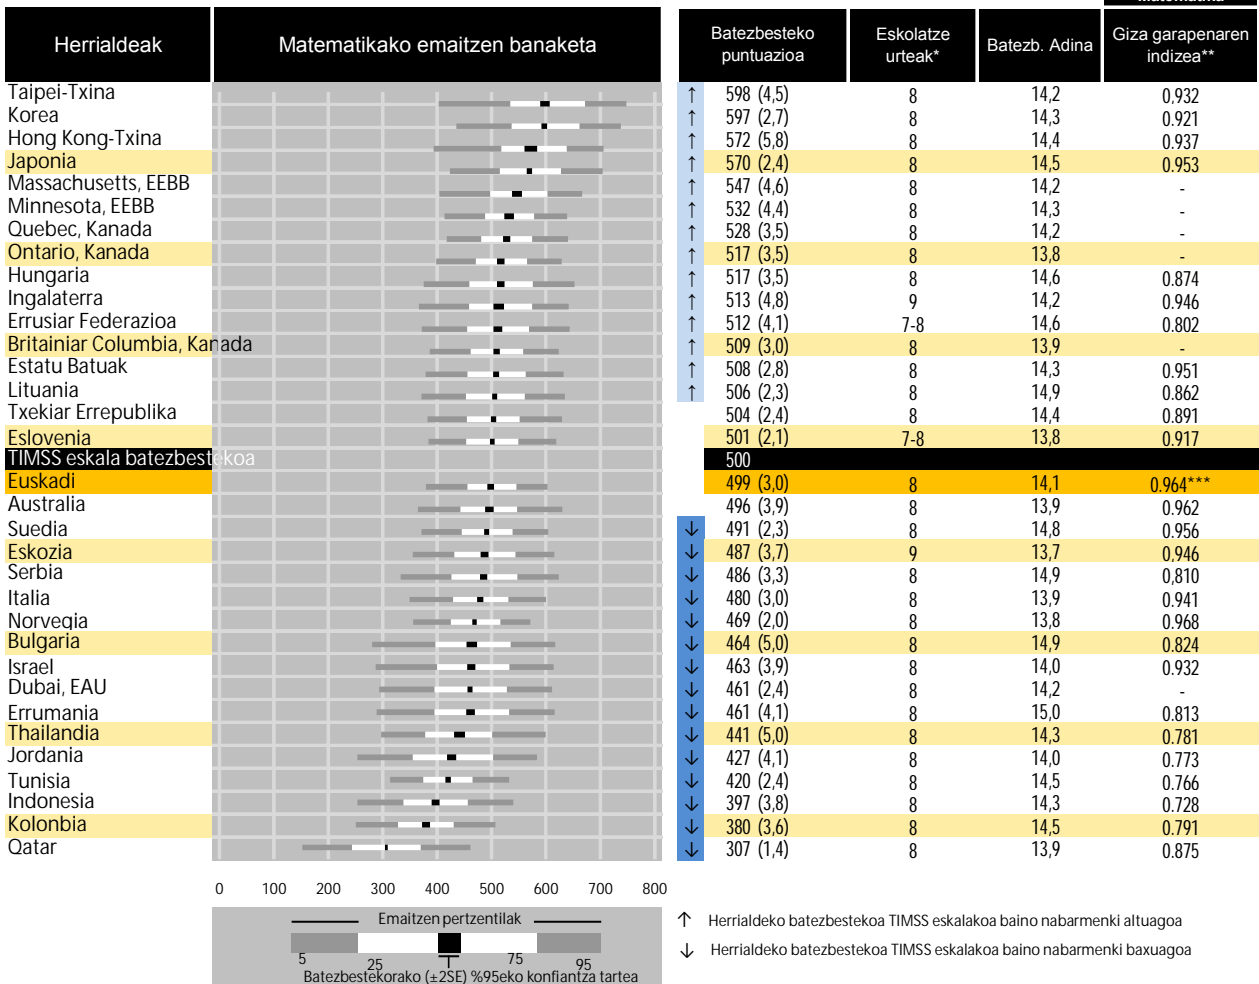 Matematika
Herrialdeak Matematikako emaitzen banaketa Batezbesteko puntuazioa Eskolatze urteak* Batezb. Adina Giza garapenaren indizea**
Taipei-Txina ↑ 598 (4,5) 8 14,2 0,932
Korea ↑ 597 (2,7) 8 14,3 0.921
Hong Kong-Txina ↑ 572 (5,8) 8 14,4 0.937
Japonia ↑ 570 (2,4) 8 14,5 0.953
Massachusetts, EEBB ↑ 547 (4,6) 8 14,2 -
Minnesota, EEBB ↑ 532 (4,4) 8 14,3 -
Quebec, Kanada ↑ 528 (3,5) 8 14,2 -
Ontario, Kanada ↑ 517 (3,5) 8 13,8 -
Hungaria ↑ 517 (3,5) 8 14,6 0.874
Ingalaterra ↑ 513 (4,8) 9 14,2 0.946
Errusiar Federazioa ↑ 512 (4,1) 7-8 14,6 0.802
Britainiar Columbia, Kanada ↑ 509 (3,0) 8 13,9 -
Estatu Batuak ↑ 508 (2,8) 8 14,3 0.951
Lituania ↑ 506 (2,3) 8 14,9 0.862
Txekiar Errepublika 504 (2,4) 8 14,4 0.891
Eslovenia 501 (2,1) 7-8 13,8 0.917
TIMSS eskala batezbestekoa 500
Euskadi 499 (3,0) 8 14,1 0.964***
Australia 496 (3,9) 8 13,9 0.962
Suedia ↓ 491 (2,3) 8 14,8 0.956
Eskozia ↓ 487 (3,7) 9 13,7 0.946
Serbia ↓ 486 (3,3) 8 14,9 0,810
Italia ↓ 480 (3,0) 8 13,9 0.941
Norvegia ↓ 469 (2,0) 8 13,8 0.968
Bulgaria ↓ 464 (5,0) 8 14,9 0.824
Israel ↓ 463 (3,9) 8 14,0 0.932
Dubai, EAU ↓ 461 (2,4) 8 14,2 -
Errumania ↓ 461 (4,1) 8 15,0 0.813
Thailandia ↓ 441 (5,0) 8 14,3 0.781
Jordania ↓ 427 (4,1) 8 14,0 0.773
Tunisia ↓ 420 (2,4) 8 14,5 0.766
Indonesia ↓ 397 (3,8) 8 14,3 0.728
Kolonbia ↓ 380 (3,6) 8 14,5 0.791
Qatar ↓ 307 (1,4) 8 13,9 0.875
0 100 200 300 400 500 600 700 800
Emaitzen pertzentilak
5 25 75 95
Batezbestekorako (±2SE) %95eko konfiantza tartea
↑ Herrialdeko batezbestekoa TIMSS eskalakoa baino nabarmenki altuagoa
↓ Herrialdeko batezbestekoa TIMSS eskalakoa baino nabarmenki baxuagoa